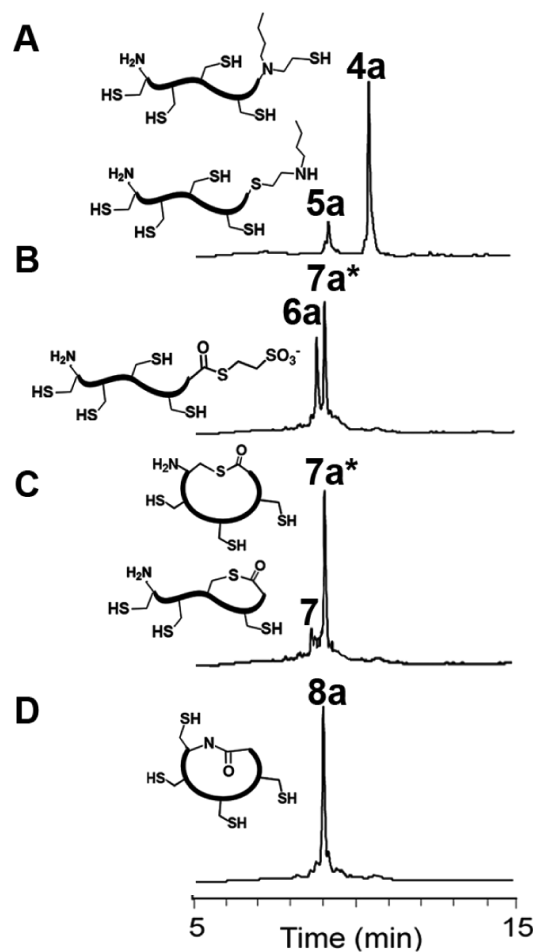 A
H₂N
SH
N
SH
HS
HS
SH
4a
H₂N
SH
S
NH
HS
HS
SH
5a
B
7a*
6a
H₂N
SH
O
S
SO₃⁻
HS
HS
SH
C
H₂N
S
O
HS
SH
SH
7a*
H₂N
S
O
HS
HS
SH
7
D
8a
SH
N
O
HS
SH
SH
5
15
Time (min)